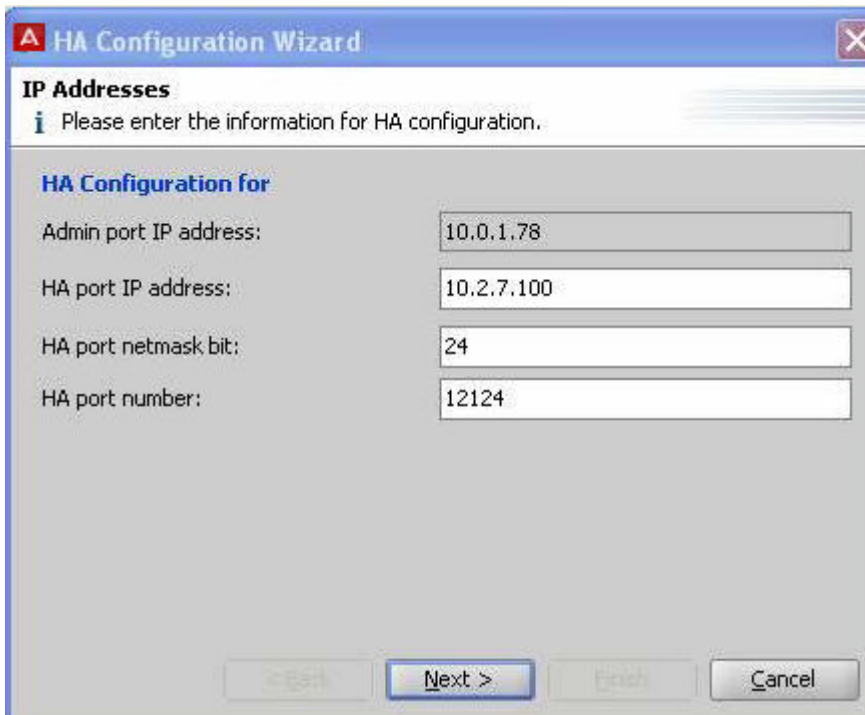 HA Configuration Wizard
IP Addresses
i Please enter the information for HA configuration.
HA Configuration for
Admin port IP address: 10.0.1.78
HA port IP address: 10.2.7.100
HA port netmask bit: 24
HA port number: 12124
< Back Next > Finish Cancel